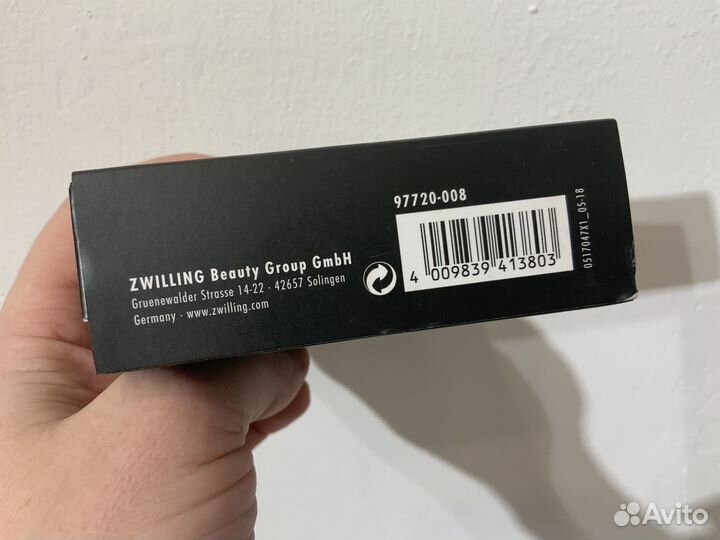 97720-008
ZWILLING Beauty Group GmbH
Gruenewalder Strasse 14-22 · 42657 Solingen
Germany · www.zwilling.com
4 009839 413803
0517047X1_05-18
Avito